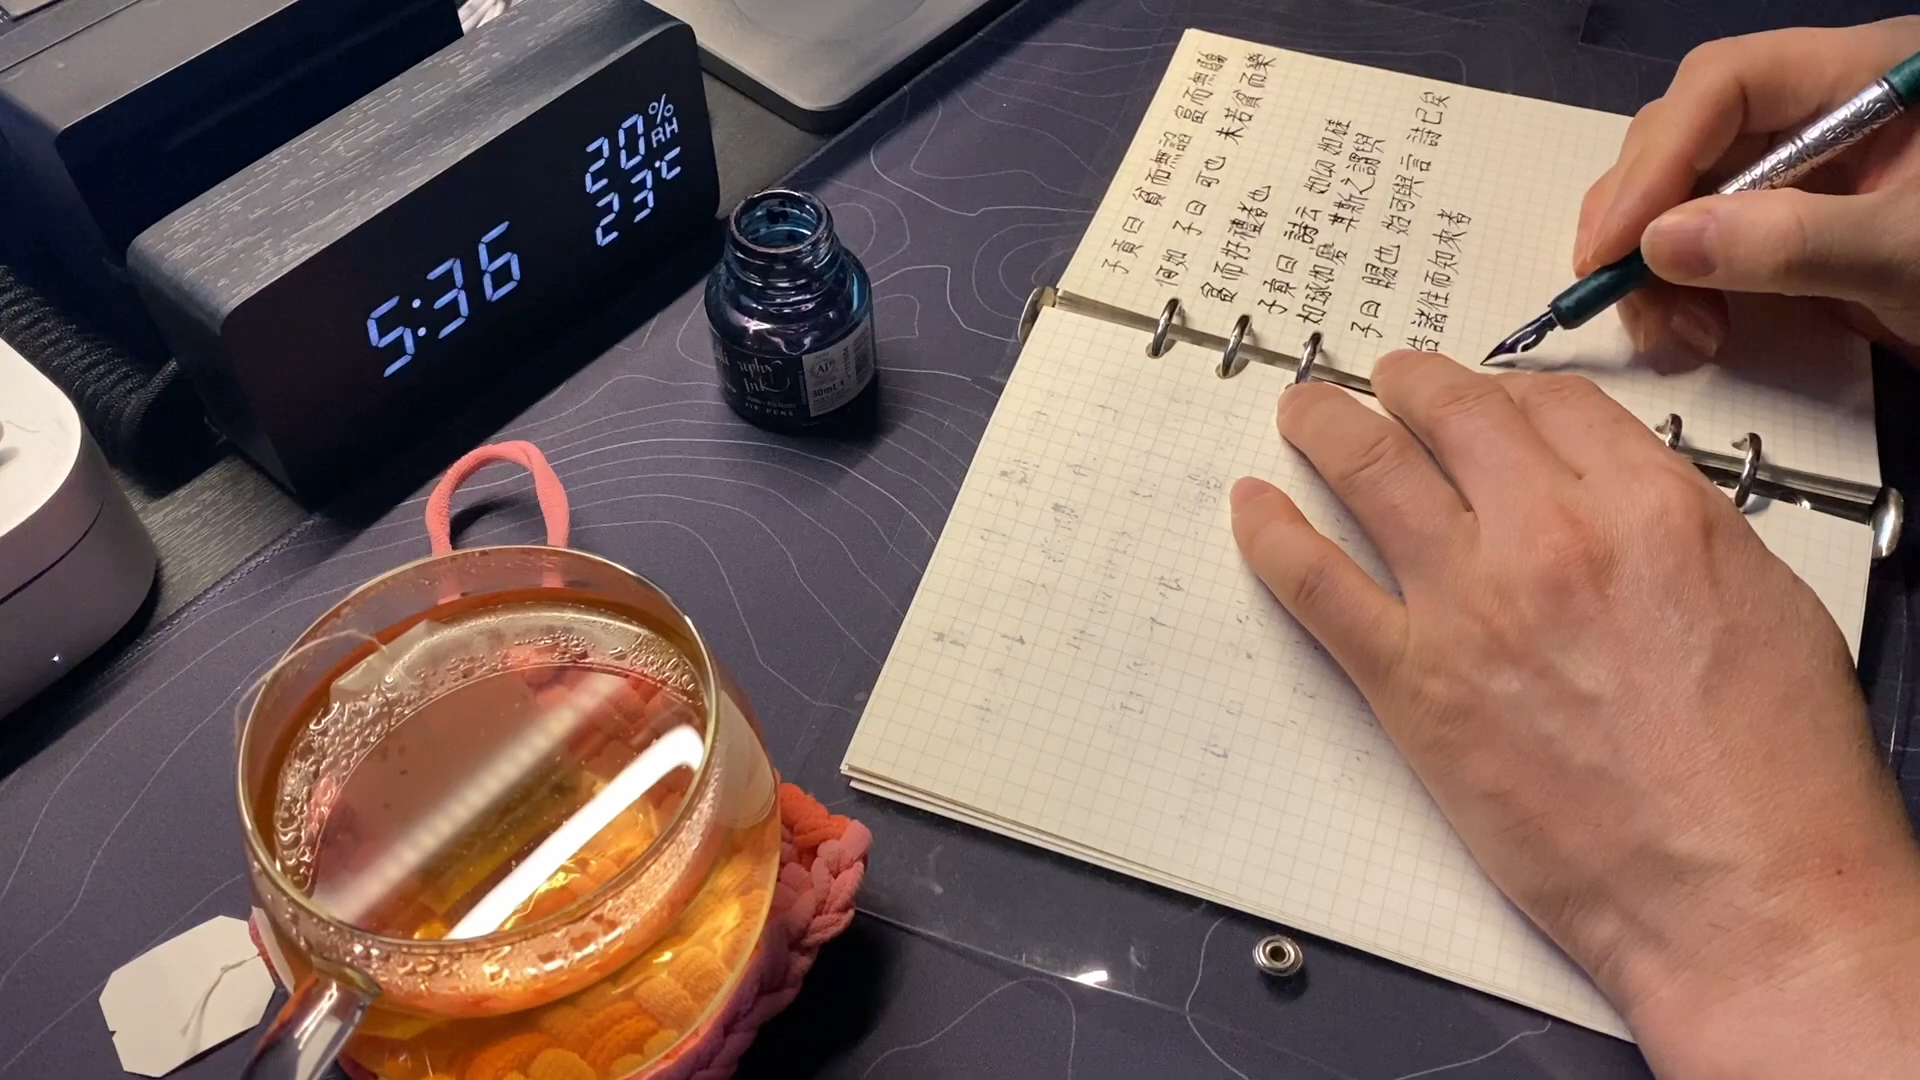 5:36
20%RH
23°C
Ink
30ml
子貢曰 貧而無諂 富而無驕
何如 子曰 可也 未若貧而樂
貧而好禮者也
子貢曰 詩云 如切如磋
如琢如磨 其斯之謂與
子曰 賜也 始可與言 詩已矣
告諸往而知來者